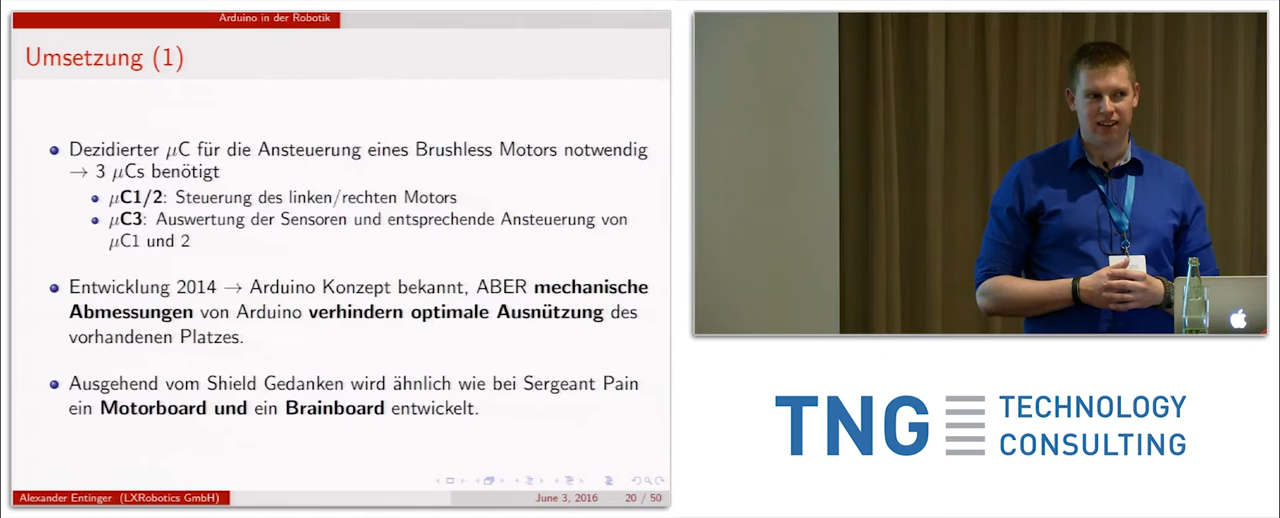 Arduino in der Robotik
Umsetzung (1)
Dezidierter µC für die Ansteuerung eines Brushless Motors notwendig
→ 3 µCs benötigt
µC1/2: Steuerung des linken/rechten Motors
µC3: Auswertung der Sensoren und entsprechende Ansteuerung von
µC1 und 2
Entwicklung 2014 → Arduino Konzept bekannt, ABER mechanische
Abmessungen von Arduino verhindern optimale Ausnützung des
vorhandenen Platzes.
Ausgehend vom Shield Gedanken wird ähnlich wie bei Sergeant Pain
ein Motorboard und ein Brainboard entwickelt.
Alexander Entinger (LXRobotics GmbH)
June 3, 2016
20 / 50
TNG
TECHNOLOGY
CONSULTING